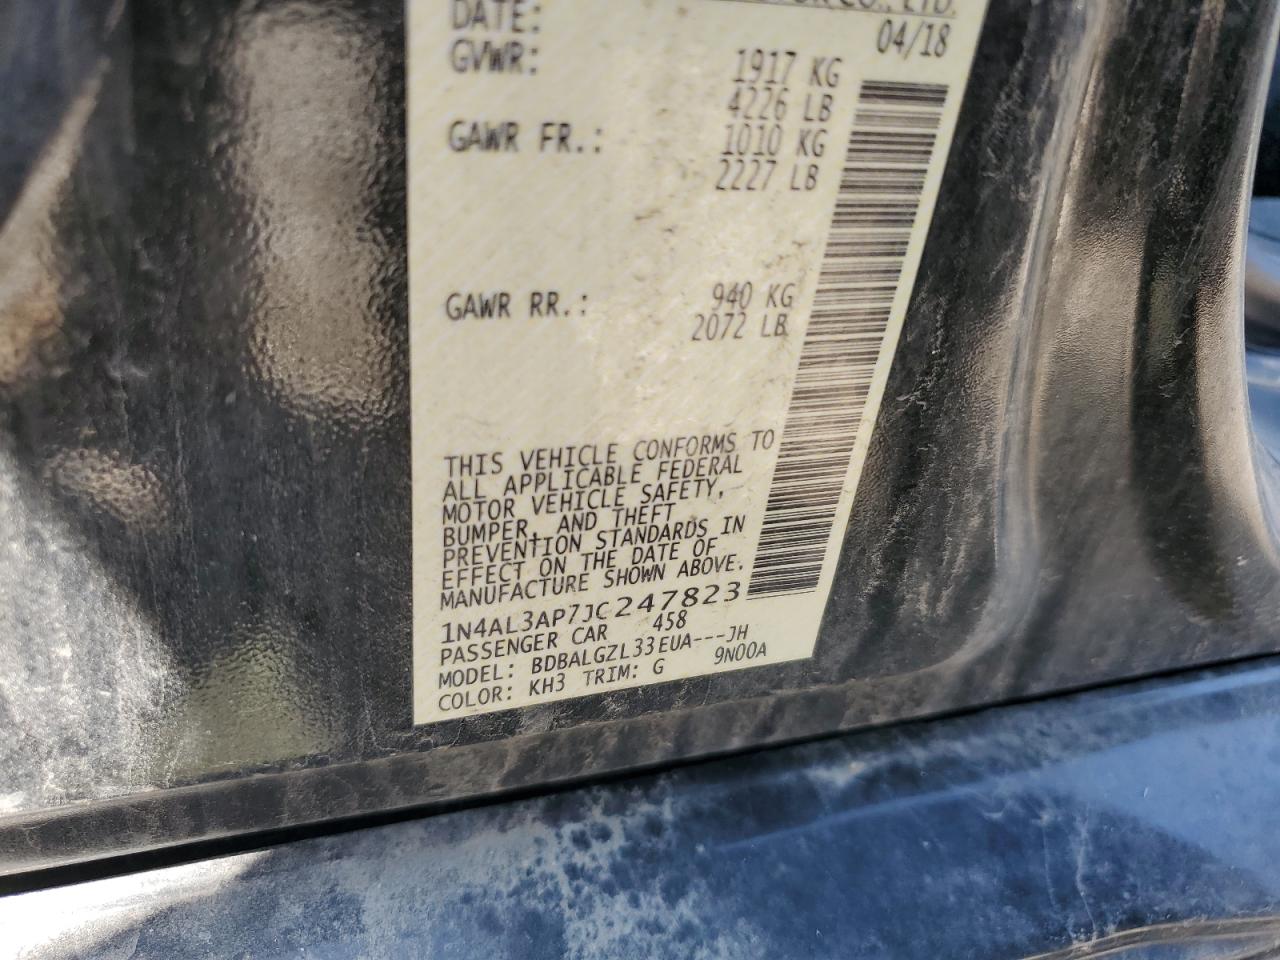 CO., LTD.
DATE: 04/18
GVWR: 1917 KG
4226 LB
GAWR FR.: 1010 KG
2227 LB
GAWR RR.: 940 KG
2072 LB
THIS VEHICLE CONFORMS TO
ALL APPLICABLE FEDERAL
MOTOR VEHICLE SAFETY,
BUMPER, AND THEFT
PREVENTION STANDARDS IN
EFFECT ON THE DATE OF
MANUFACTURE SHOWN ABOVE.
1N4AL3AP7JC247823
PASSENGER CAR 458
MODEL: BDBALGZL33EUA---JH
COLOR: KH3 TRIM: G 9N00A